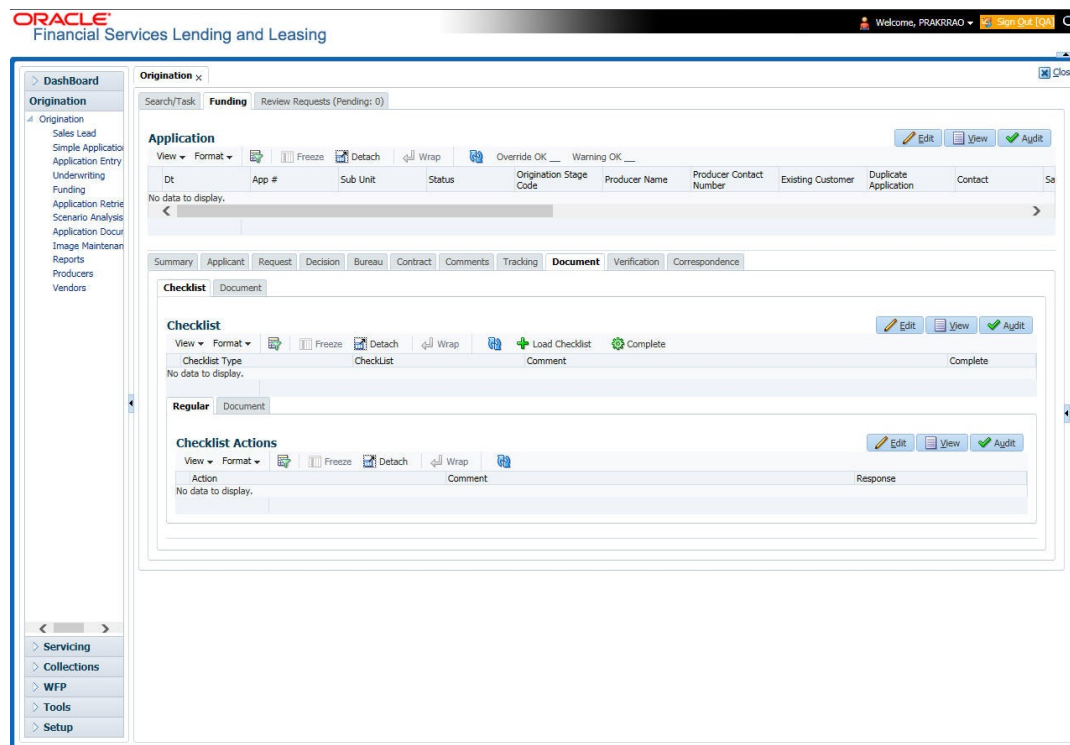 ORACLE
Financial Services Lending and Leasing
Welcome, PRAKRRAO Sign Out [QA]
DashBoard
Origination
Origination
Sales Lead
Simple Applicatio
Application Entry
Underwriting
Funding
Application Retrie
Scenario Analysis
Application Docur
Image Maintenan
Reports
Producers
Vendors
Servicing
Collections
WFP
Tools
Setup
Origination x
Clos
Search/Task Funding Review Requests (Pending: 0)
Application
Edit View Audit
View Format Freeze Detach Wrap Override OK __ Warning OK __
Dt App # Sub Unit Status Origination Stage Code Producer Name Producer Contact Number Existing Customer Duplicate Application Contact Sa
No data to display.
Summary Applicant Request Decision Bureau Contract Comments Tracking Document Verification Correspondence
Checklist Document
Checklist
Edit View Audit
View Format Freeze Detach Wrap Load Checklist Complete
Checklist Type CheckList Comment Complete
No data to display.
Regular Document
Checklist Actions
Edit View Audit
View Format Freeze Detach Wrap
Action Comment Response
No data to display.